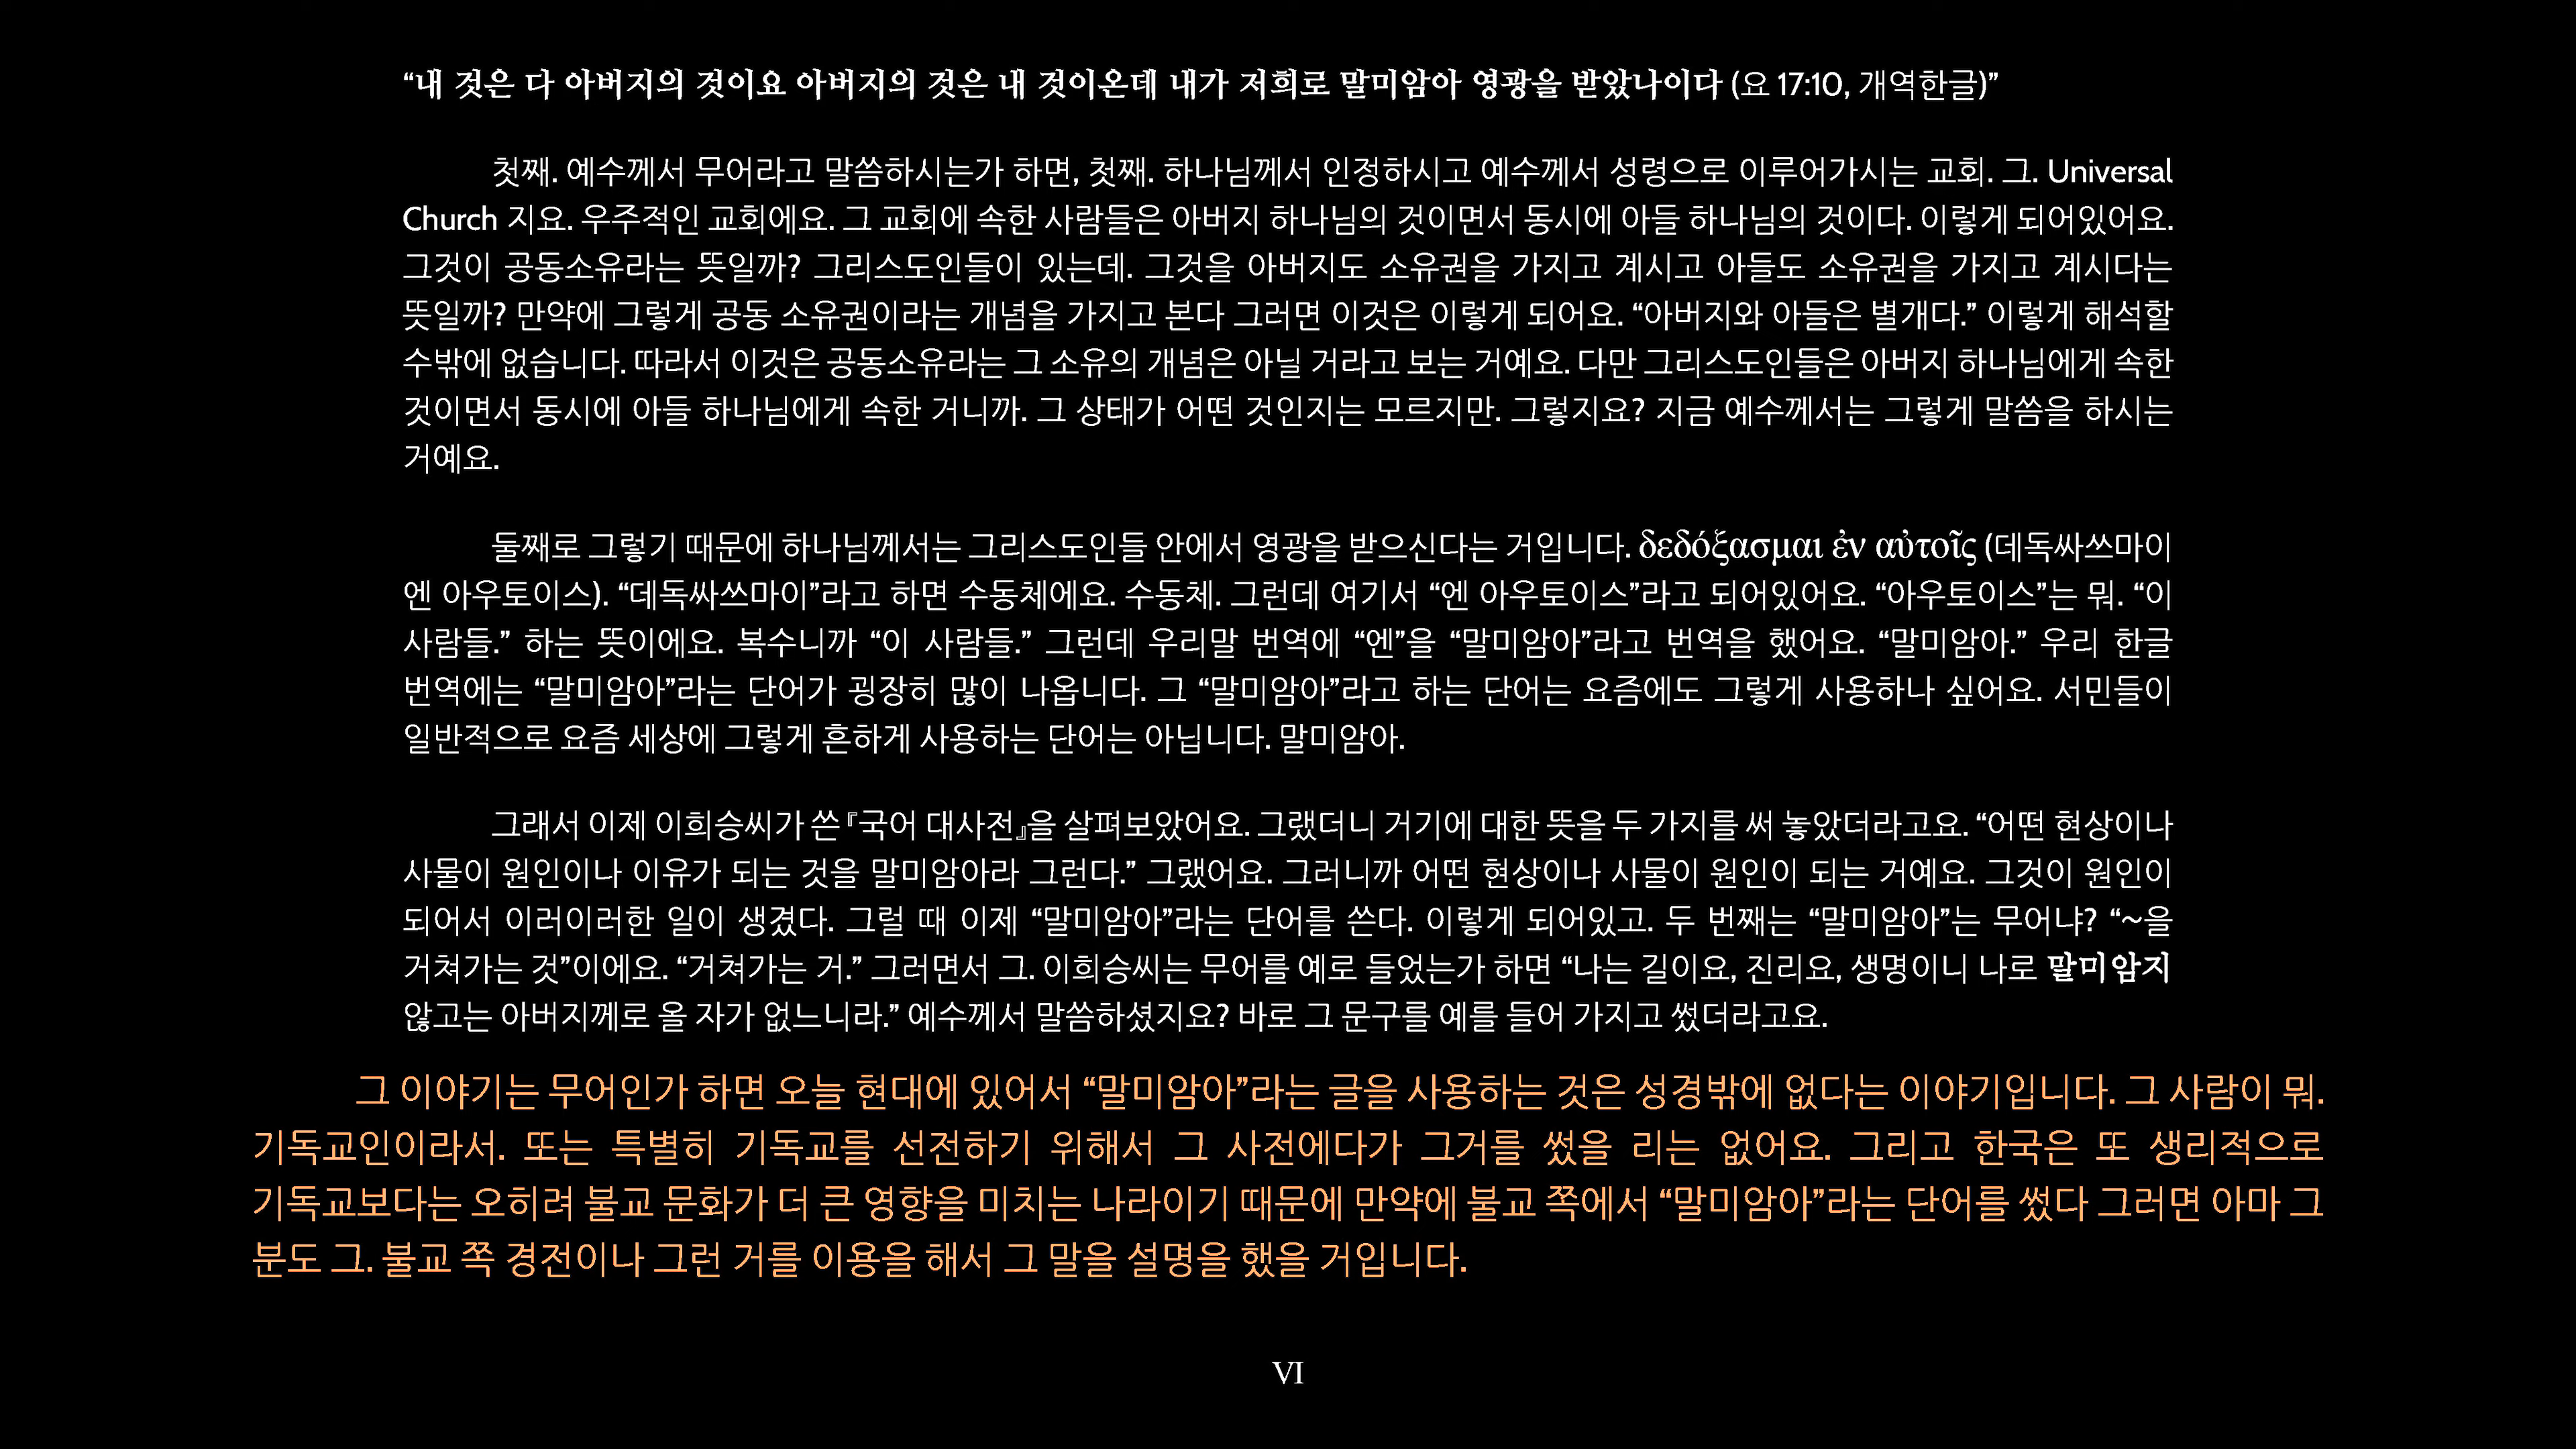 “내 것은 다 아버지의 것이요 아버지의 것은 내 것이온데 내가 저희로 말미암아 영광을 받았나이다 (요 17:10, 개역한글)”
첫째. 예수께서 무어라고 말씀하시는가 하면, 첫째. 하나님께서 인정하시고 예수께서 성령으로 이루어가시는 교회. 그. Universal
Church 지요. 우주적인 교회에요. 그 교회에 속한 사람들은 아버지 하나님의 것이면서 동시에 아들 하나님의 것이다. 이렇게 되어있어요.
그것이 공동소유라는 뜻일까? 그리스도인들이 있는데. 그것을 아버지도 소유권을 가지고 계시고 아들도 소유권을 가지고 계시다는
뜻일까? 만약에 그렇게 공동 소유권이라는 개념을 가지고 본다 그러면 이것은 이렇게 되어요. “아버지와 아들은 별개다.” 이렇게 해석할
수밖에 없습니다. 따라서 이것은 공동소유라는 그 소유의 개념은 아닐 거라고 보는 거예요. 다만 그리스도인들은 아버지 하나님에게 속한
것이면서 동시에 아들 하나님에게 속한 거니까. 그 상태가 어떤 것인지는 모르지만. 그렇지요? 지금 예수께서는 그렇게 말씀을 하시는
거예요.
둘째로 그렇기 때문에 하나님께서는 그리스도인들 안에서 영광을 받으신다는 거입니다. δεδόξασμαι ἐν αὐτοῖς (데독싸쓰마이
엔 아우토이스). “데독싸쓰마이”라고 하면 수동체에요. 수동체. 그런데 여기서 “엔 아우토이스”라고 되어있어요. “아우토이스”는 뭐. “이
사람들.” 하는 뜻이에요. 복수니까 “이 사람들.” 그런데 우리말 번역에 “엔”을 “말미암아”라고 번역을 했어요. “말미암아.” 우리 한글
번역에는 “말미암아”라는 단어가 굉장히 많이 나옵니다. 그 “말미암아”라고 하는 단어는 요즘에도 그렇게 사용하나 싶어요. 서민들이
일반적으로 요즘 세상에 그렇게 흔하게 사용하는 단어는 아닙니다. 말미암아.
그래서 이제 이희승씨가 쓴 『국어 대사전』을 살펴보았어요. 그랬더니 거기에 대한 뜻을 두 가지를 써 놓았더라고요. “어떤 현상이나
사물이 원인이나 이유가 되는 것을 말미암아라 그런다.” 그랬어요. 그러니까 어떤 현상이나 사물이 원인이 되는 거예요. 그것이 원인이
되어서 이러이러한 일이 생겼다. 그럴 때 이제 “말미암아”라는 단어를 쓴다. 이렇게 되어있고. 두 번째는 “말미암아”는 무어냐? “~을
거쳐가는 것”이에요. “거쳐가는 거.” 그러면서 그. 이희승씨는 무어를 예로 들었는가 하면 “나는 길이요, 진리요, 생명이니 나로 말미암지
않고는 아버지께로 올 자가 없느니라.” 예수께서 말씀하셨지요? 바로 그 문구를 예를 들어 가지고 썼더라고요.
그 이야기는 무어인가 하면 오늘 현대에 있어서 “말미암아”라는 글을 사용하는 것은 성경밖에 없다는 이야기입니다. 그 사람이 뭐.
기독교인이라서. 또는 특별히 기독교를 선전하기 위해서 그 사전에다가 그거를 썼을 리는 없어요. 그리고 한국은 또 생리적으로
기독교보다는 오히려 불교 문화가 더 큰 영향을 미치는 나라이기 때문에 만약에 불교 쪽에서 “말미암아”라는 단어를 썼다 그러면 아마 그
분도 그. 불교 쪽 경전이나 그런 거를 이용을 해서 그 말을 설명을 했을 거입니다.
VI